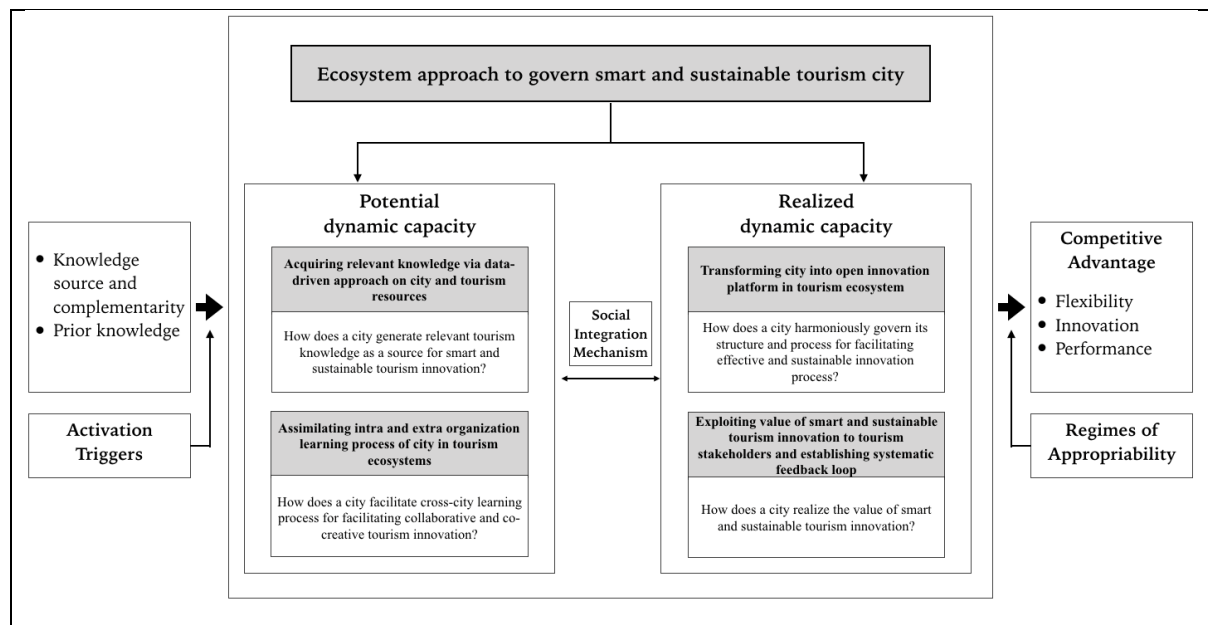 Ecosystem approach to govern smart and sustainable tourism city
• Knowledge
source and
complementarity
• Prior knowledge
Activation
Triggers
Potential
dynamic capacity
Acquiring relevant knowledge via data-
driven approach on city and tourism
resources
How does a city generate relevant tourism
knowledge as a source for smart and
sustainable tourism innovation?
Assimilating intra and extra organization
learning process of city in tourism
ecosystems
How does a city facilitate cross-city learning
process for facilitating collaborative and co-
creative tourism innovation?
Social
Integration
Mechanism
Realized
dynamic capacity
Transforming city into open innovation
platform in tourism ecosystem
How does a city harmoniously govern its
structure and process for facilitating
effective and sustainable innovation
process?
Exploiting value of smart and sustainable
tourism innovation to tourism
stakeholders and establishing systematic
feedback loop
How does a city realize the value of smart
and sustainable tourism innovation?
Competitive
Advantage
• Flexibility
• Innovation
• Performance
Regimes of
Appropriability